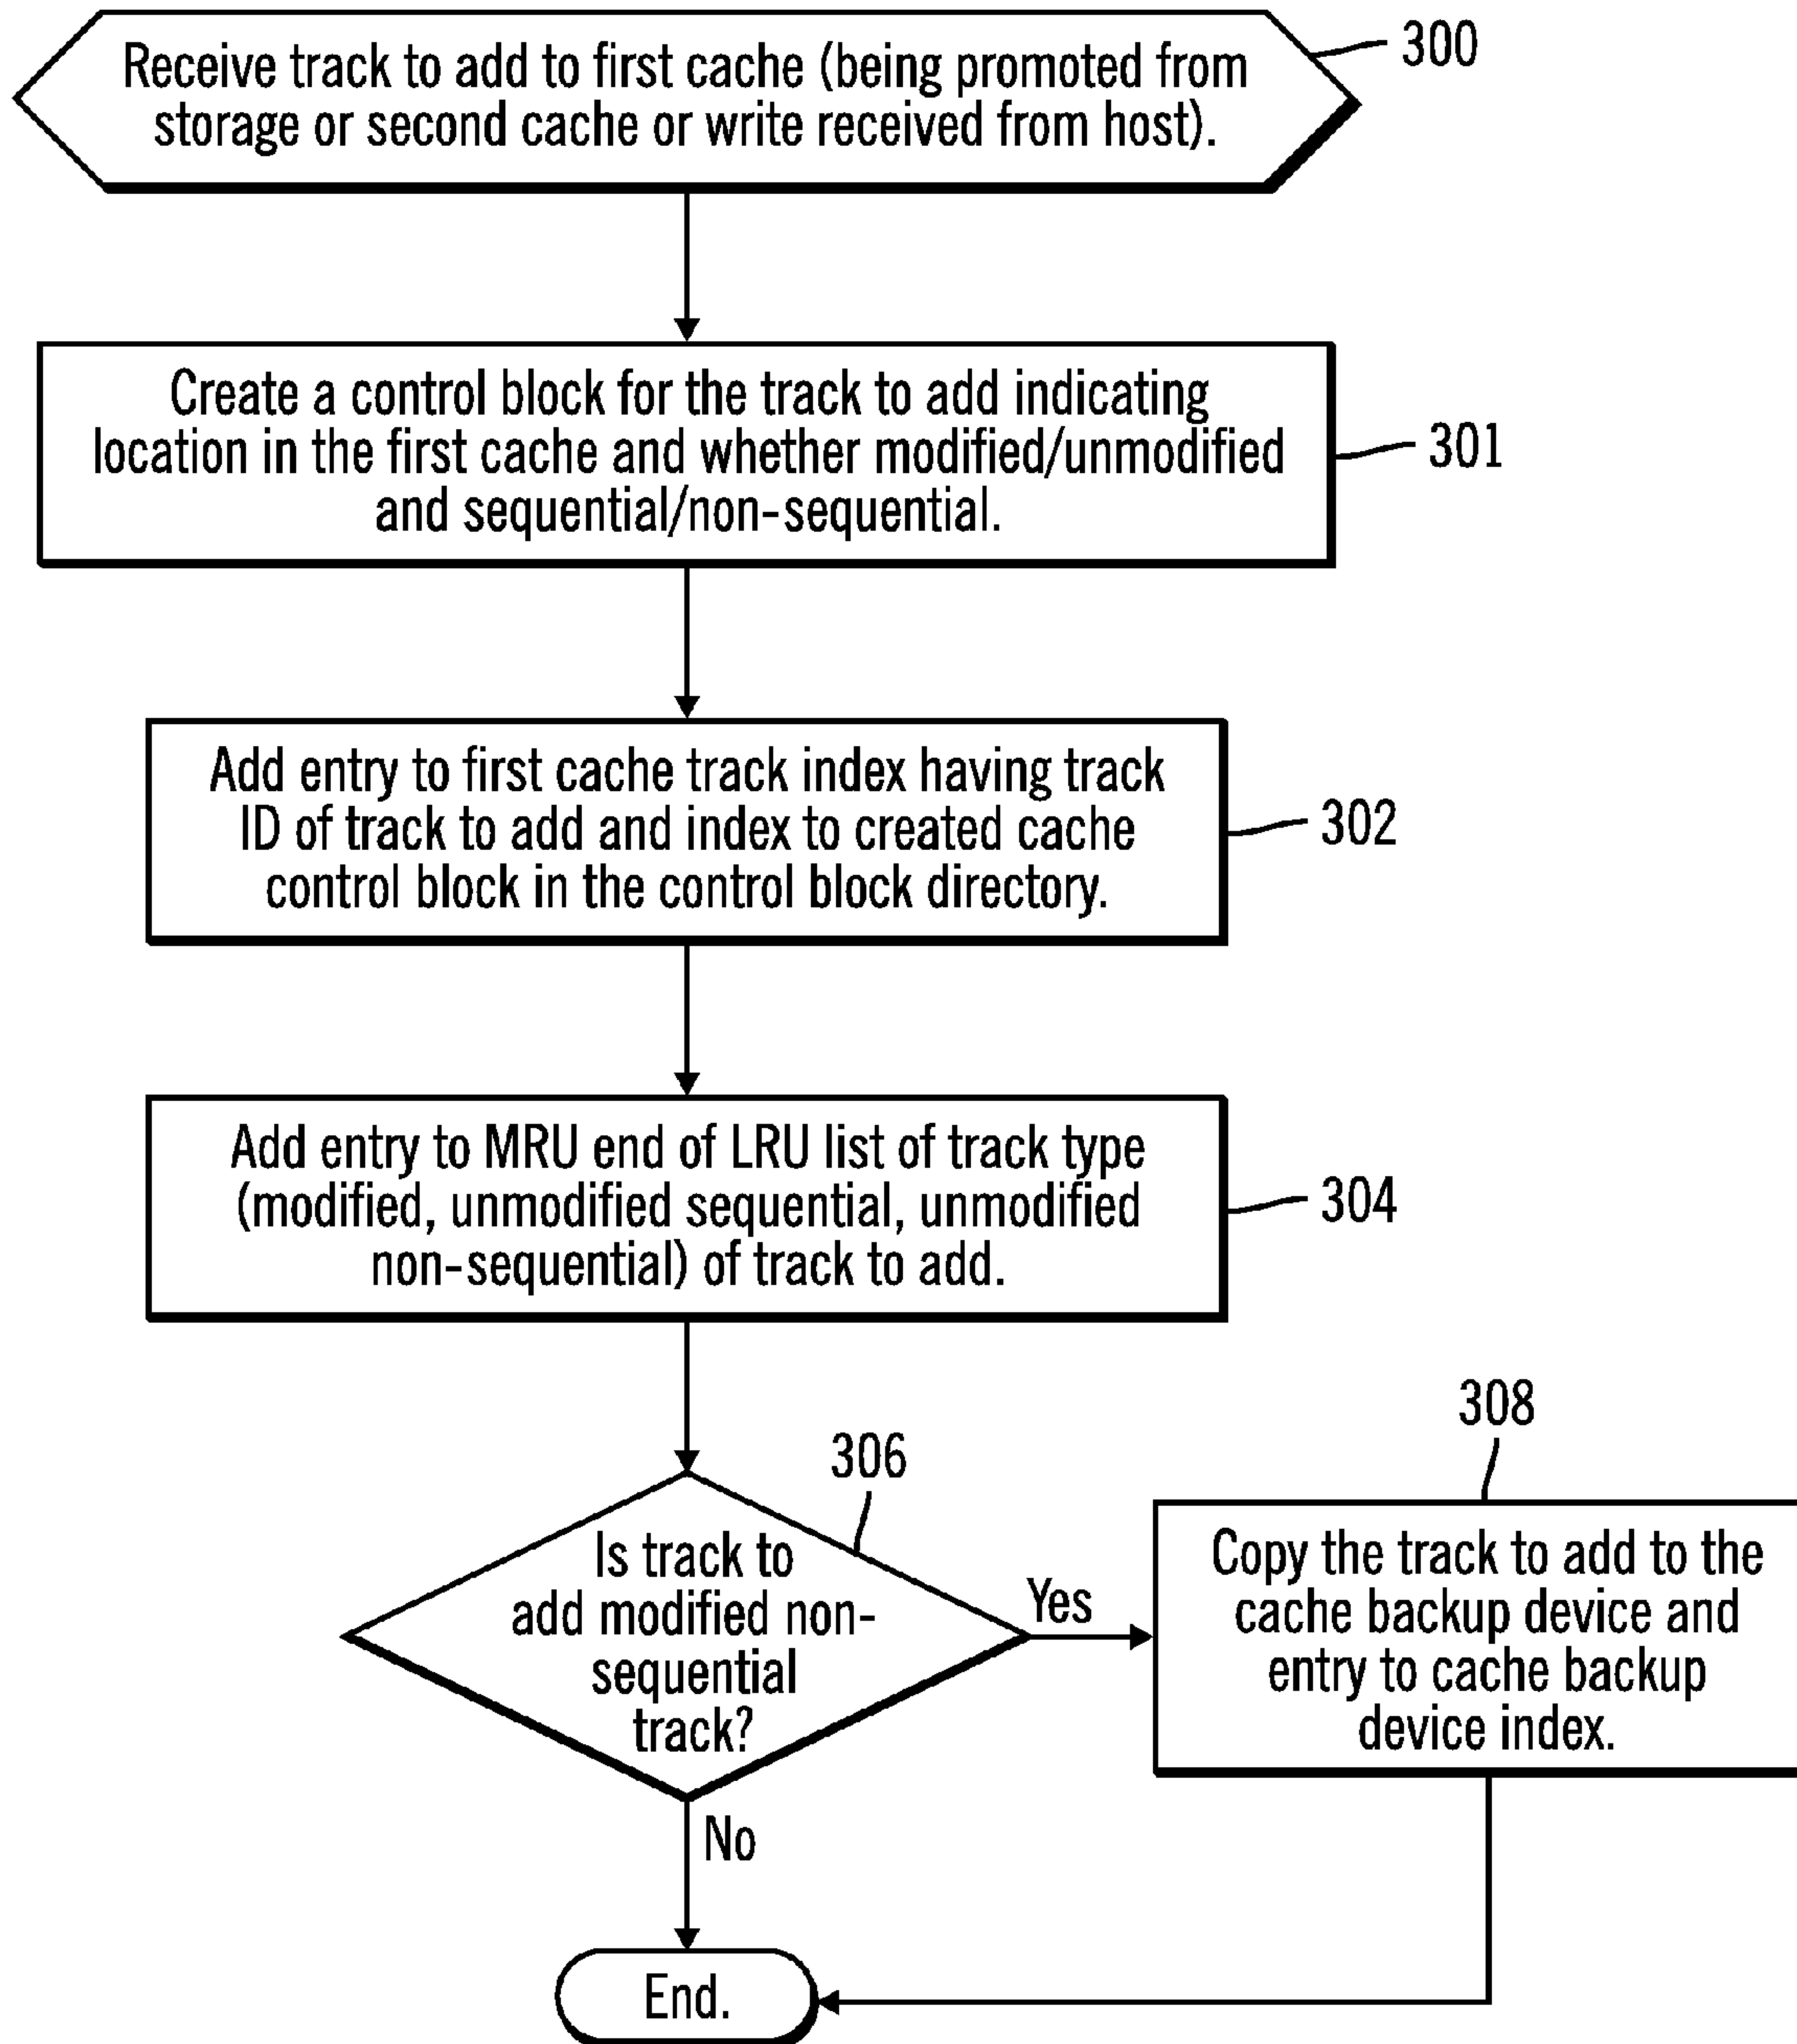 Receive track to add to first cache (being promoted from
storage or second cache or write received from host).
300
Create a control block for the track to add indicating
location in the first cache and whether modified/unmodified
and sequential/non-sequential.
301
Add entry to first cache track index having track
ID of track to add and index to created cache
control block in the control block directory.
302
Add entry to MRU end of LRU list of track type
(modified, unmodified sequential, unmodified
non-sequential) of track to add.
304
306
Is track to
add modified non-
sequential
track?
Yes
308
Copy the track to add to the
cache backup device and
entry to cache backup
device index.
No
End.